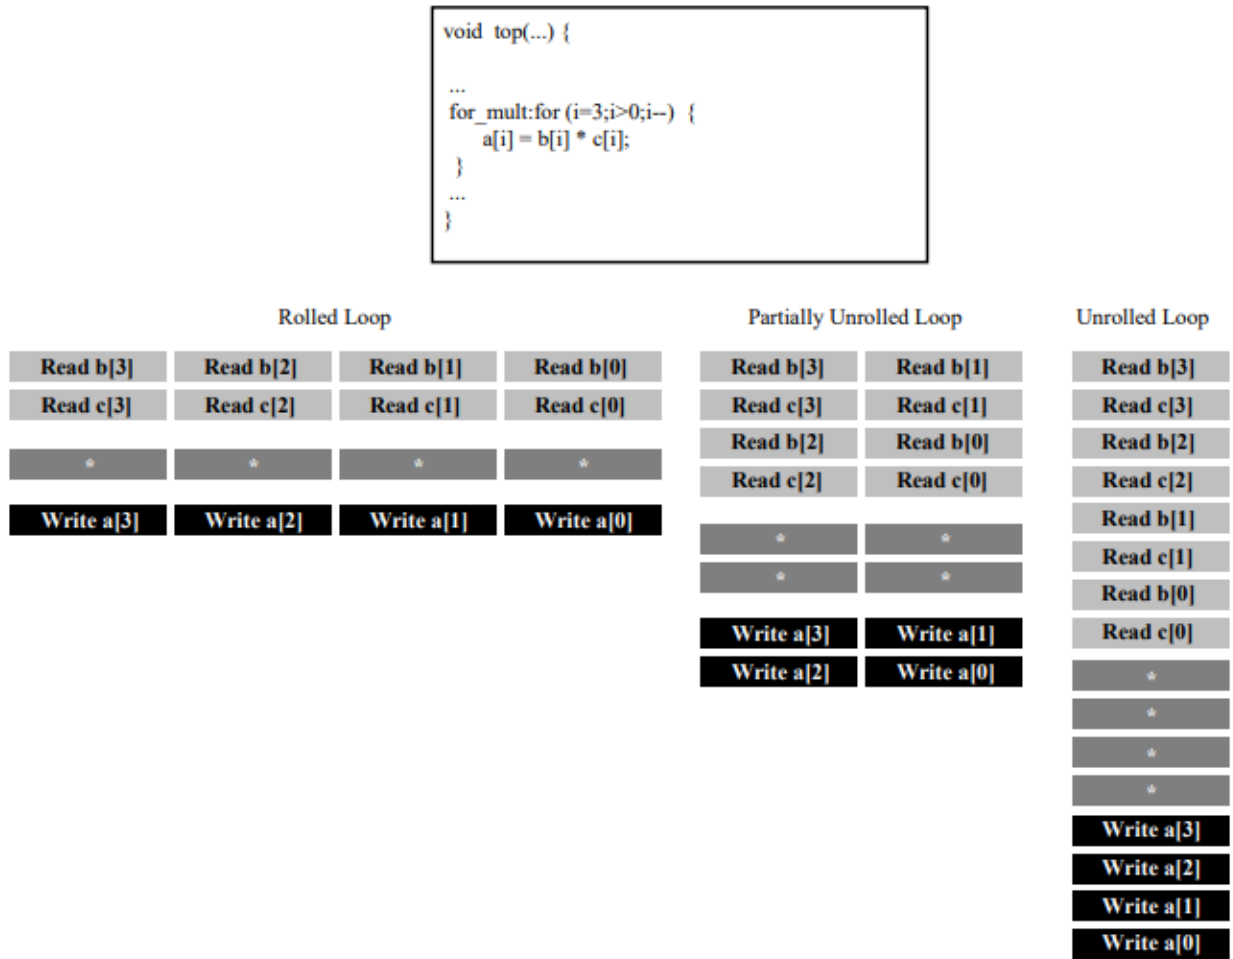 void top(...) {
...
for_mult:for (i=3;i>0;i--) {
a[i] = b[i] * c[i];
}
...
}
Rolled Loop
Read b[3] Read b[2] Read b[1] Read b[0]
Read c[3] Read c[2] Read c[1] Read c[0]
* * * *
Write a[3] Write a[2] Write a[1] Write a[0]
Partially Unrolled Loop
Read b[3] Read b[1]
Read c[3] Read c[1]
Read b[2] Read b[0]
Read c[2] Read c[0]
* *
* *
Write a[3] Write a[1]
Write a[2] Write a[0]
Unrolled Loop
Read b[3]
Read c[3]
Read b[2]
Read c[2]
Read b[1]
Read c[1]
Read b[0]
Read c[0]
*
*
*
*
Write a[3]
Write a[2]
Write a[1]
Write a[0]